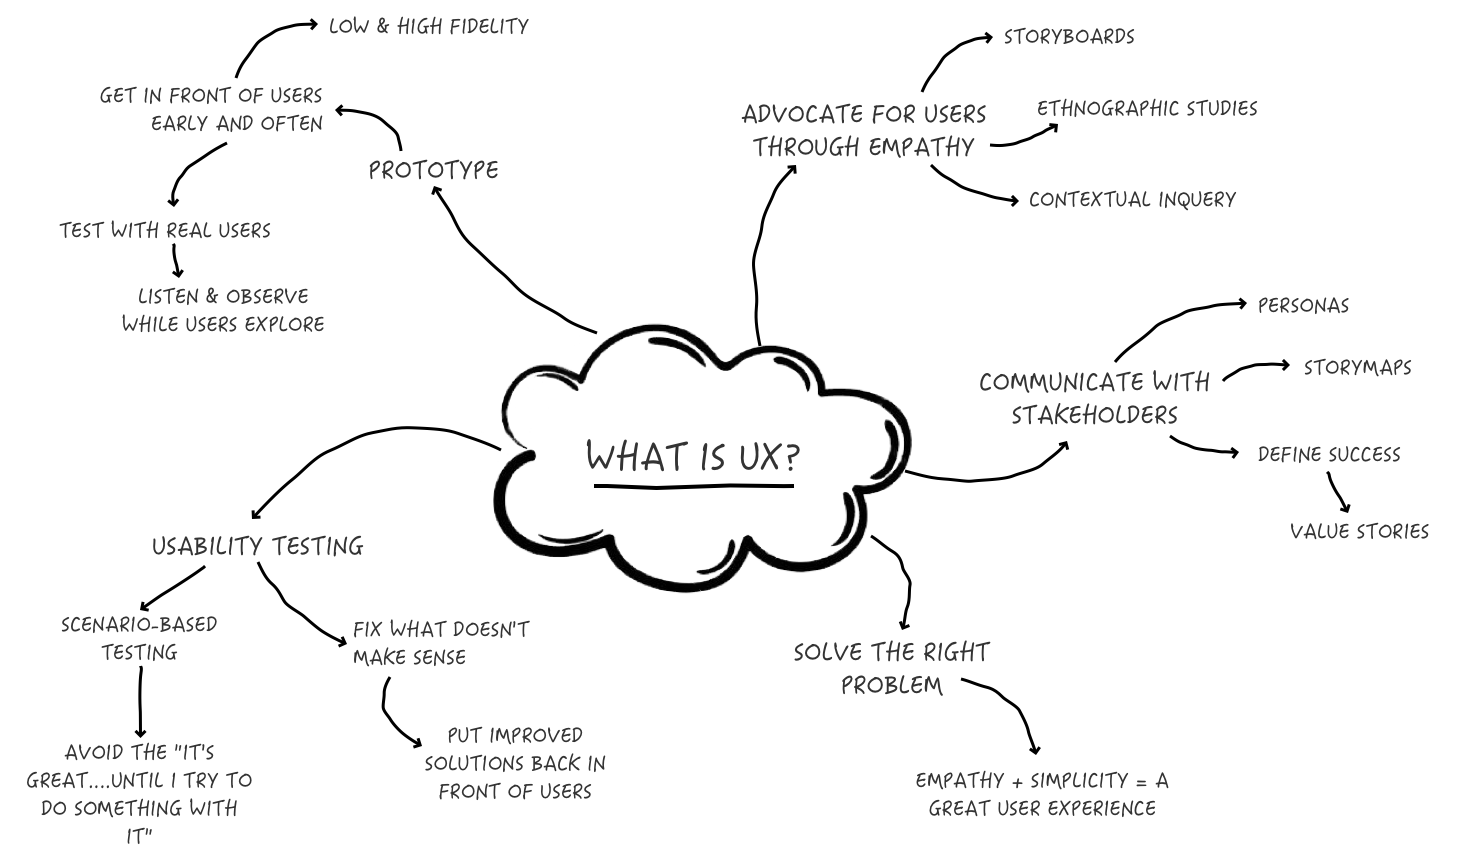 LOW & HIGH FIDELITY
GET IN FRONT OF USERS
EARLY AND OFTEN
PROTOTYPE
TEST WITH REAL USERS
LISTEN & OBSERVE
WHILE USERS EXPLORE
STORYBOARDS
ADVOCATE FOR USERS
THROUGH EMPATHY
ETHNOGRAPHIC STUDIES
CONTEXTUAL INQUERY
PERSONAS
COMMUNICATE WITH
STAKEHOLDERS
STORYMAPS
DEFINE SUCCESS
VALUE STORIES
WHAT IS UX?
USABILITY TESTING
SCENARIO-BASED
TESTING
AVOID THE "IT'S
GREAT....UNTIL I TRY TO
DO SOMETHING WITH
IT"
FIX WHAT DOESN'T
MAKE SENSE
PUT IMPROVED
SOLUTIONS BACK IN
FRONT OF USERS
SOLVE THE RIGHT
PROBLEM
EMPATHY + SIMPLICITY = A
GREAT USER EXPERIENCE